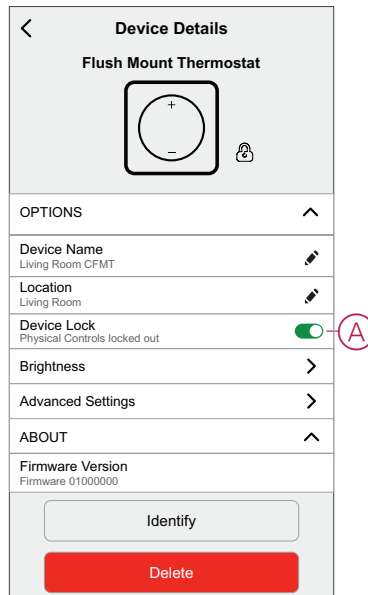 Device Details
Flush Mount Thermostat
OPTIONS
Device Name
Living Room CFMT
Location
Living Room
Device Lock
Physical Controls locked out
A
Brightness
Advanced Settings
ABOUT
Firmware Version
Firmware 01000000
Identify
Delete